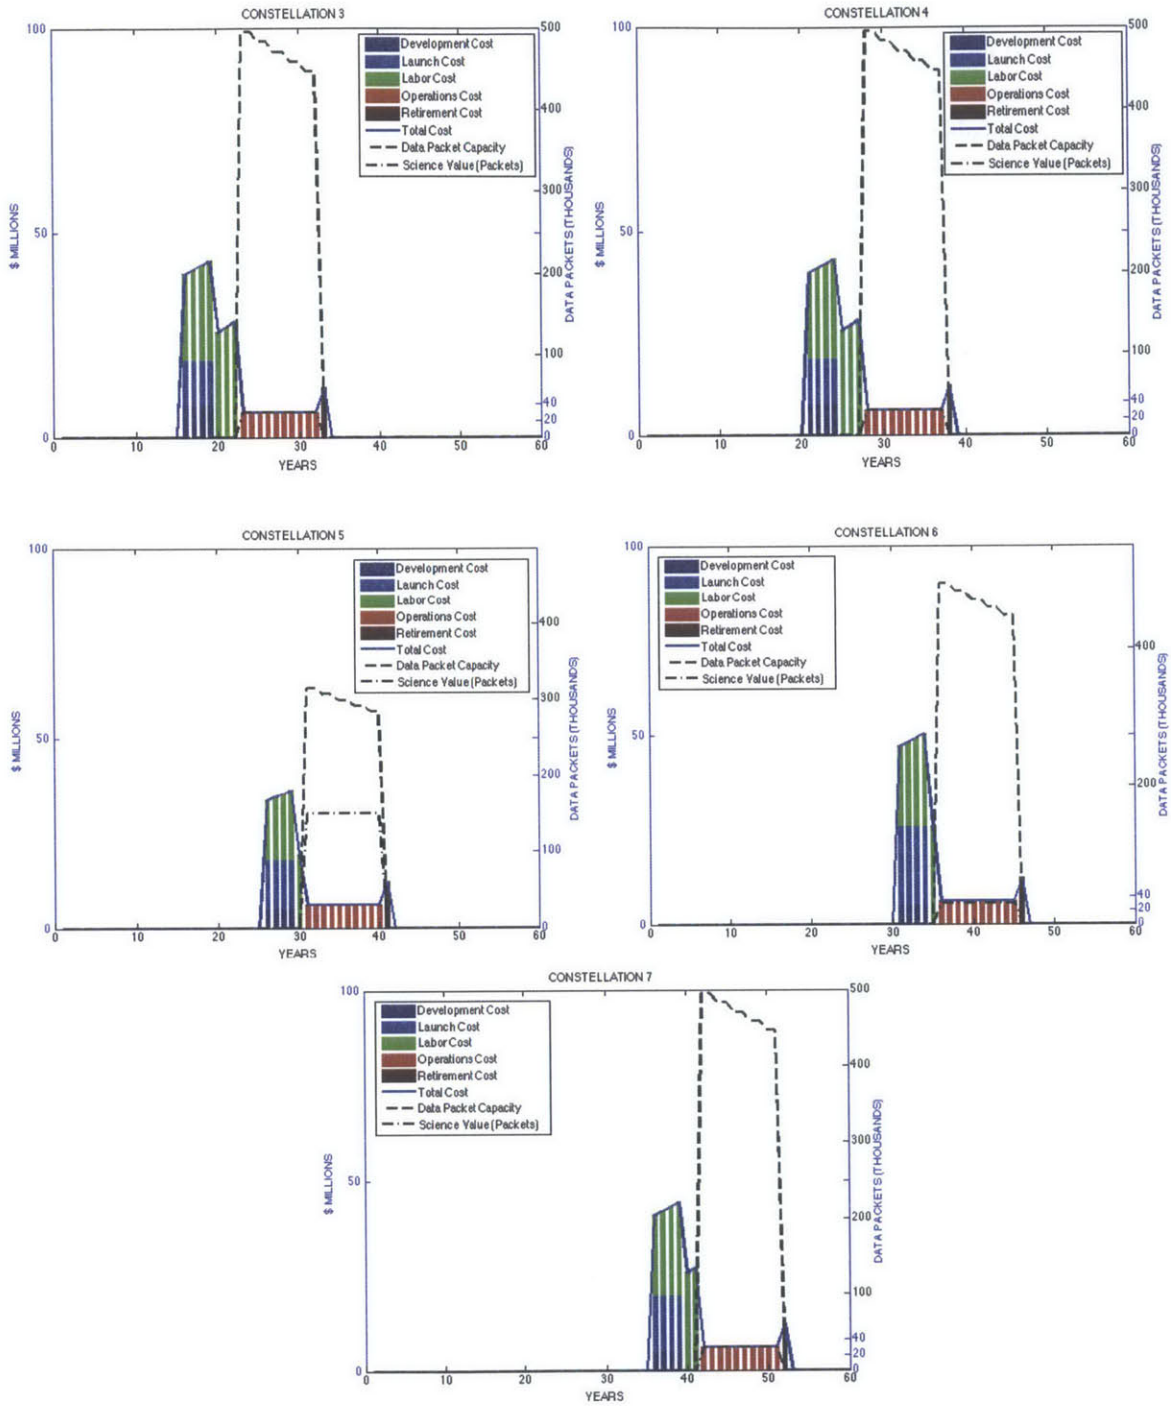 CONSTELLATION 3
100
50
0
$ MILLIONS
Development Cost
Launch Cost
Labor Cost
Operations Cost
Retirement Cost
Total Cost
Data Packet Capacity
Science Value (Packets)
500
400
300
200
100
40
20
0
DATA PACKETS (THOUSANDS)
0 10 20 30 40 50 60
YEARS
CONSTELLATION 4
100
50
0
$ MILLIONS
Development Cost
Launch Cost
Labor Cost
Operations Cost
Retirement Cost
Total Cost
Data Packet Capacity
Science Value (Packets)
500
400
300
200
100
40
20
0
DATA PACKETS (THOUSANDS)
0 10 20 30 40 50 60
YEARS
CONSTELLATION 5
100
50
0
$ MILLIONS
Development Cost
Launch Cost
Labor Cost
Operations Cost
Retirement Cost
Total Cost
Data Packet Capacity
Science Value (Packets)
400
300
200
100
0
DATA PACKETS (THOUSANDS)
0 10 20 30 40 50 60
YEARS
CONSTELLATION 6
100
50
0
$ MILLIONS
Development Cost
Launch Cost
Labor Cost
Operations Cost
Retirement Cost
Total Cost
Data Packet Capacity
Science Value (Packets)
400
200
40
20
0
DATA PACKETS (THOUSANDS)
0 10 20 30 40 50 60
YEARS
CONSTELLATION 7
100
50
0
$ MILLIONS
Development Cost
Launch Cost
Labor Cost
Operations Cost
Retirement Cost
Total Cost
Data Packet Capacity
Science Value (Packets)
500
400
300
200
100
40
20
0
DATA PACKETS (THOUSANDS)
0 10 20 30 40 50 60
YEARS